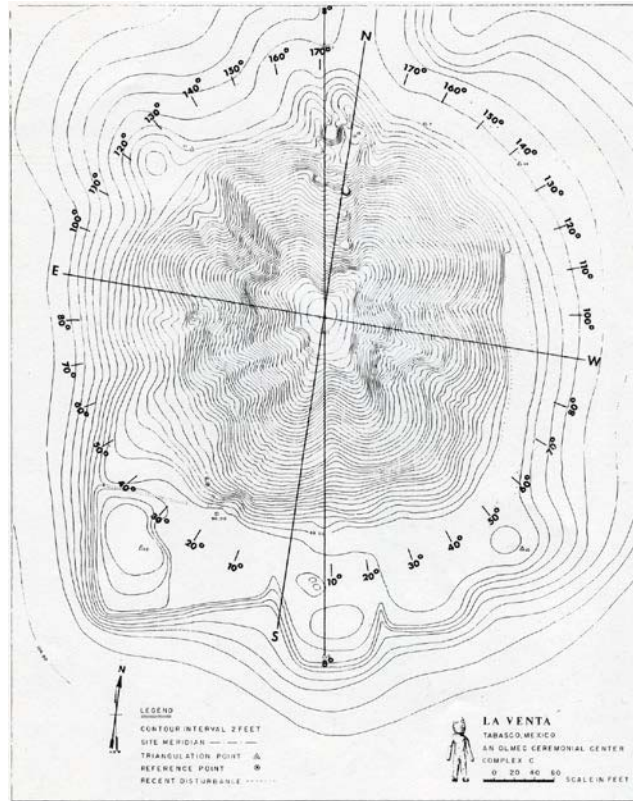 0°
N
170°
160°
150°
140°
130°
120°
110°
100°
E
80°
70°
60°
50°
40°
30°
20°
10°
S
170°
160°
150°
140°
130°
120°
110°
100°
W
80°
70°
60°
50°
40°
30°
20°
10°
N
LEGEND
CONTOUR INTERVAL 2 FEET
SITE MERIDIAN
TRIANGULATION POINT
REFERENCE POINT
RECENT DISTURBANCE
LA VENTA
TABASCO, MEXICO
AN OLMEC CEREMONIAL CENTER
COMPLEX C
0 20 40 60 SCALE IN FEET